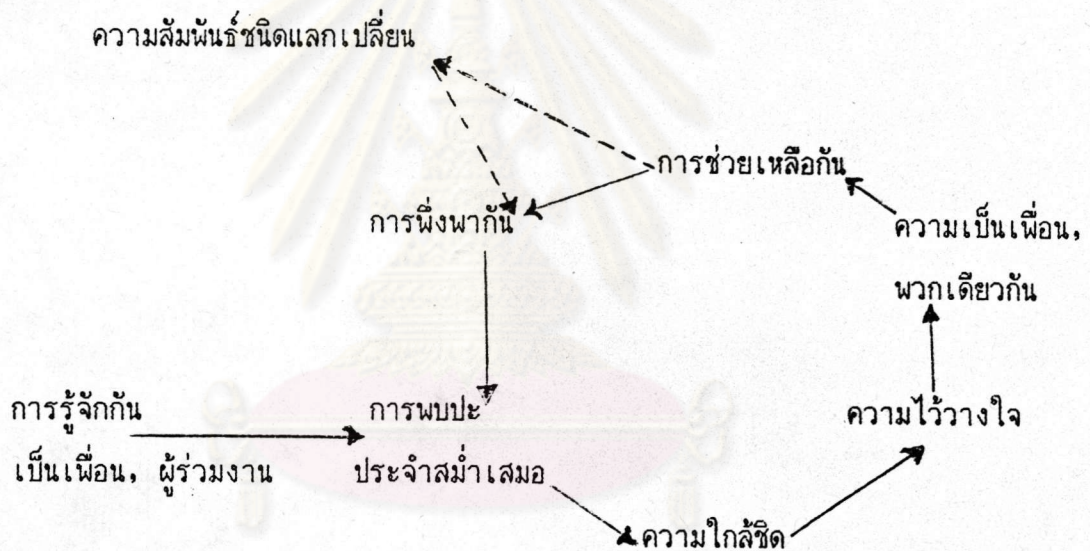 ความสัมพันธ์ชนิดแลกเปลี่ยน
การช่วยเหลือกัน
การพึ่งพากัน
ความเป็นเพื่อน,
พวกเดียวกัน
การรู้จักกัน
เป็นเพื่อน, ผู้ร่วมงาน
การพบปะ
ประจำสม่ำเสมอ
ความไว้วางใจ
ความใกล้ชิด